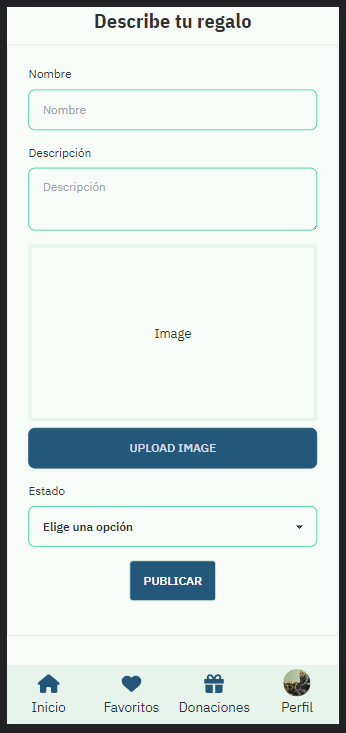 Describe tu regalo
Nombre
Nombre
Descripción
Descripción
Image
UPLOAD IMAGE
Estado
Elige una opción
PUBLICAR
Inicio Favoritos Donaciones Perfil